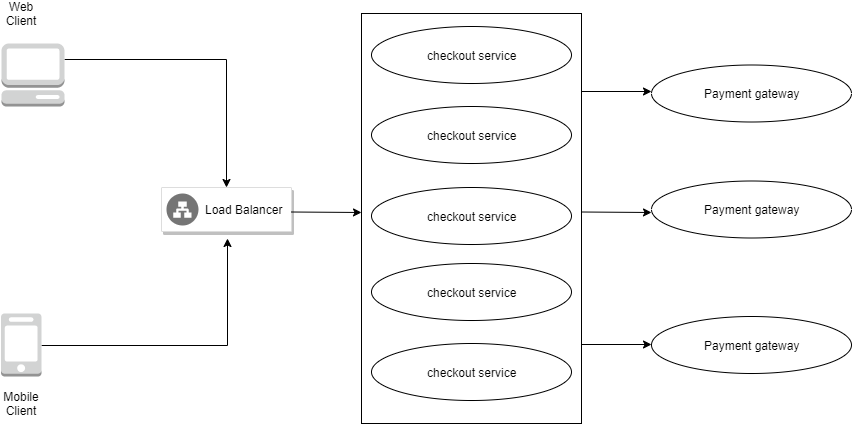 Web
Client
checkout service
Payment gateway
checkout service
Load Balancer
checkout service
Payment gateway
checkout service
checkout service
Payment gateway
Mobile
Client